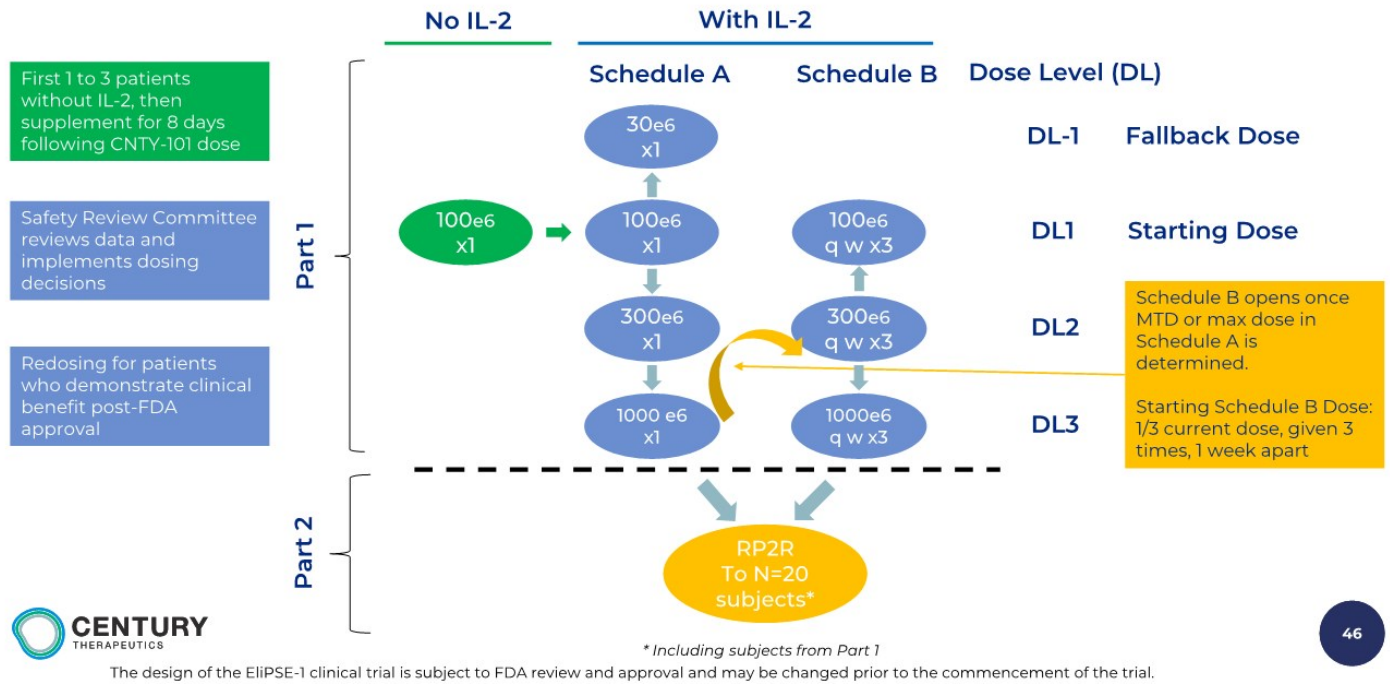 No IL-2
With IL-2
Schedule A
Schedule B
Dose Level (DL)
First 1 to 3 patients
without IL-2, then
supplement for 8 days
following CNTY-101 dose
Safety Review Committee
reviews data and
implements dosing
decisions
Redosing for patients
who demonstrate clinical
benefit post-FDA
approval
Part 1
30e6
x1
DL-1
Fallback Dose
100e6
x1
100e6
x1
100e6
q w x3
DL1
Starting Dose
300e6
x1
300e6
q w x3
DL2
1000 e6
x1
1000e6
q w x3
DL3
Schedule B opens once
MTD or max dose in
Schedule A is
determined.
Starting Schedule B Dose:
1/3 current dose, given 3
times, 1 week apart
Part 2
RP2R
To N=20
subjects*
CENTURY
THERAPEUTICS
* Including subjects from Part 1
46
The design of the EliPSE-1 clinical trial is subject to FDA review and approval and may be changed prior to the commencement of the trial.